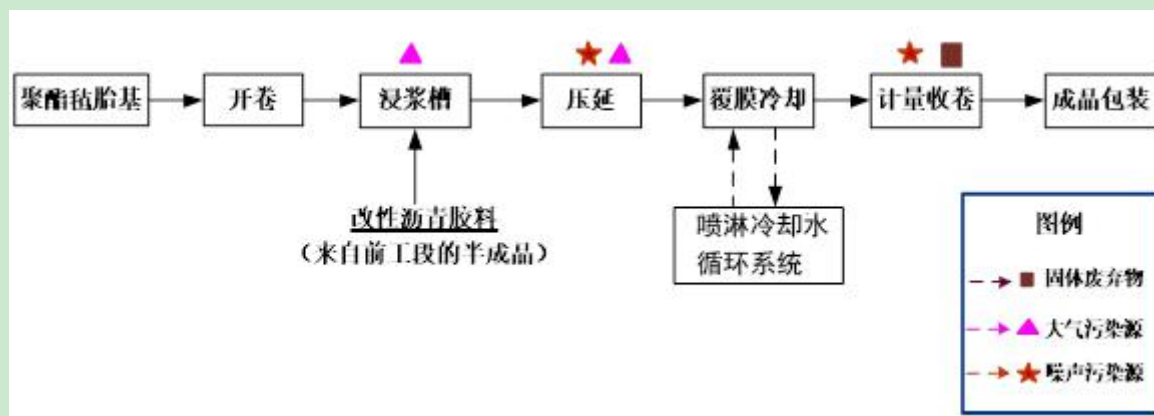 聚酯毡胎基
开卷
浸浆槽
压延
覆膜冷却
计量收卷
成品包装
改性沥青胶料
（来自前工段的半成品）
喷淋冷却水
循环系统
图例
固体废弃物
大气污染源
噪声污染源